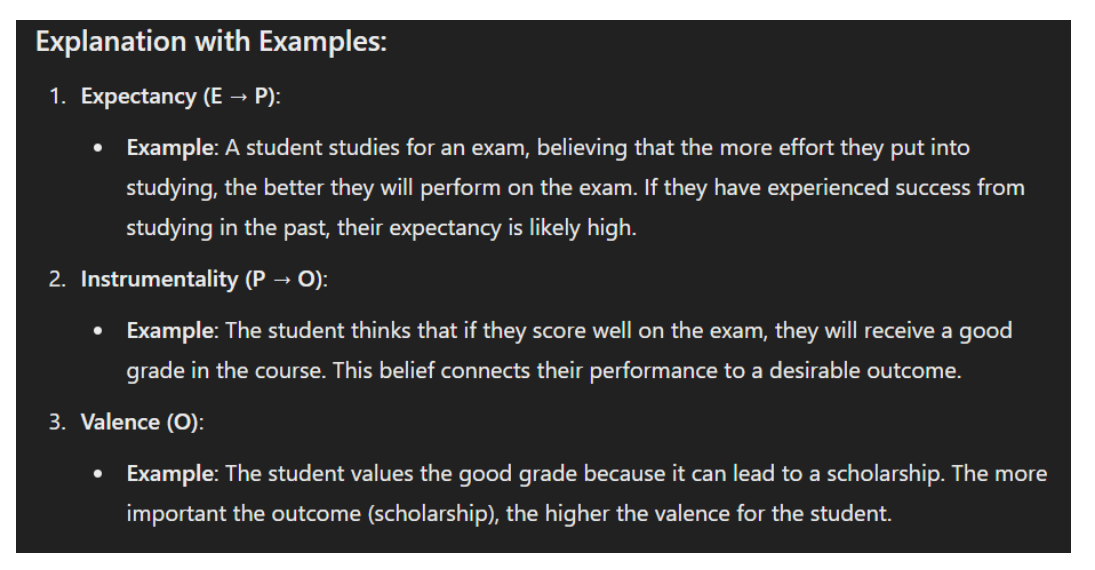 Explanation with Examples:
1. Expectancy (E → P):
• Example: A student studies for an exam, believing that the more effort they put into
studying, the better they will perform on the exam. If they have experienced success from
studying in the past, their expectancy is likely high.
2. Instrumentality (P → O):
• Example: The student thinks that if they score well on the exam, they will receive a good
grade in the course. This belief connects their performance to a desirable outcome.
3. Valence (O):
• Example: The student values the good grade because it can lead to a scholarship. The more
important the outcome (scholarship), the higher the valence for the student.